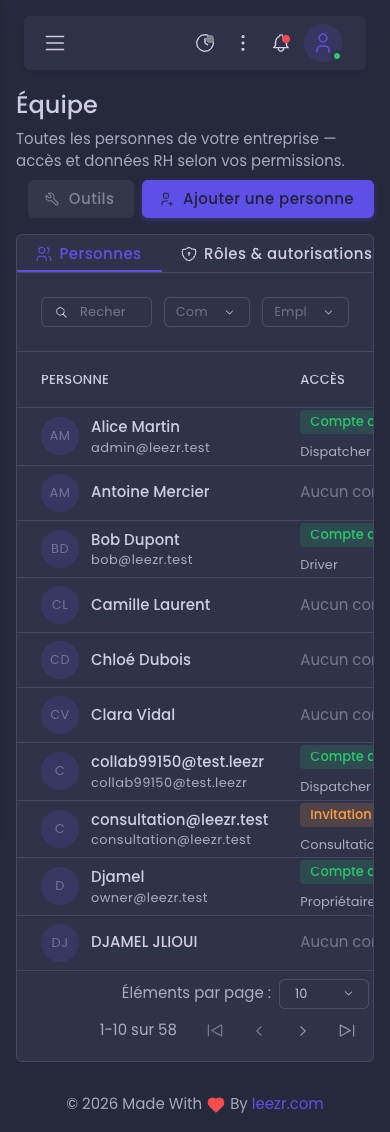 Équipe
Toutes les personnes de votre entreprise —
accès et données RH selon vos permissions.
Outils
Ajouter une personne
Personnes
Rôles & autorisations
Recher
Com
Empl
PERSONNE
ACCÈS
AM
Alice Martin
admin@leezr.test
Compte
Dispatcher
AM
Antoine Mercier
Aucun
BD
Bob Dupont
bob@leezr.test
Compte
Driver
CL
Camille Laurent
Aucun
CD
Chloé Dubois
Aucun
CV
Clara Vidal
Aucun
C
collab99150@test.leezr
collab99150@test.leezr
Compte
Dispatcher
C
consultation@leezr.test
consultation@leezr.test
Invitation
Consultatio
D
Djamel
owner@leezr.test
Compte
Propriétaire
DJ
DJAMEL JLIOUI
Aucun
Éléments par page :
10
1-10 sur 58
© 2026 Made With ❤ By leezr.com